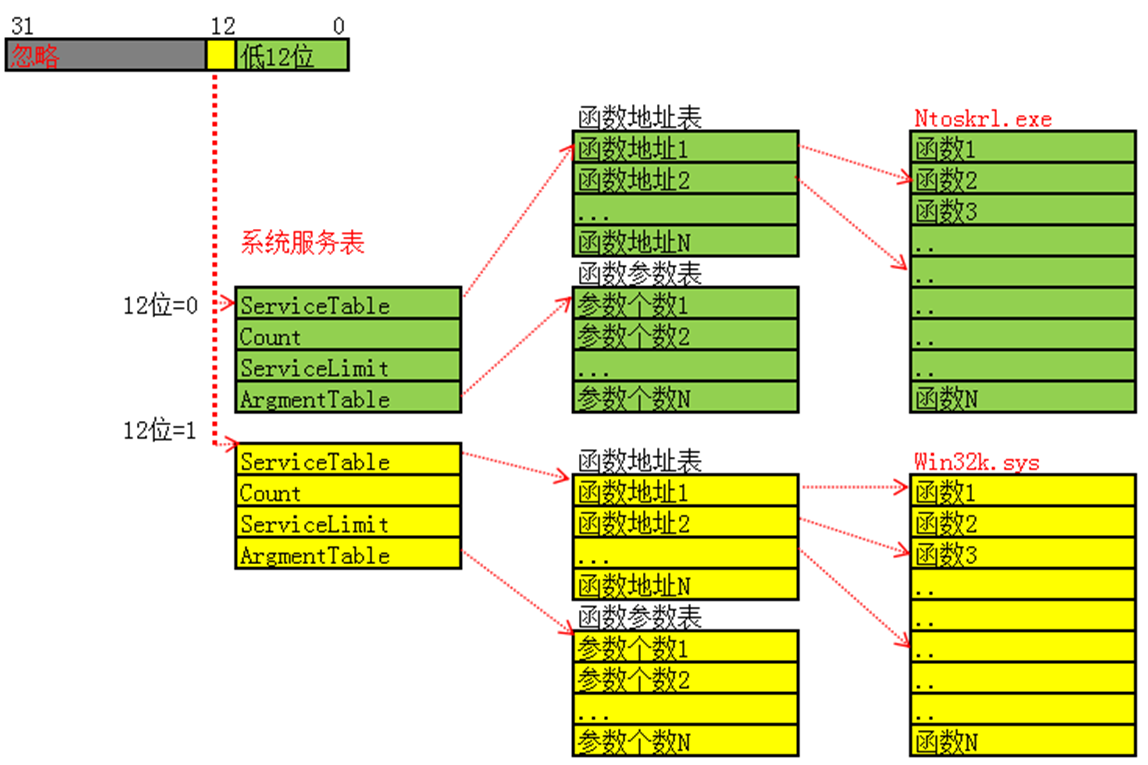 31 12 0
忽略 低12位
函数地址表
函数地址1
函数地址2
...
函数地址N
函数参数表
参数个数1
参数个数2
...
参数个数N
Ntoskrl.exe
函数1
函数2
函数3
..
..
..
..
..
函数N
系统服务表
12位=0
ServiceTable
Count
ServiceLimit
ArgmentTable
12位=1
ServiceTable
Count
ServiceLimit
ArgmentTable
函数地址表
函数地址1
函数地址2
...
函数地址N
函数参数表
参数个数1
参数个数2
...
参数个数N
Win32k.sys
函数1
函数2
函数3
..
..
..
..
..
函数N